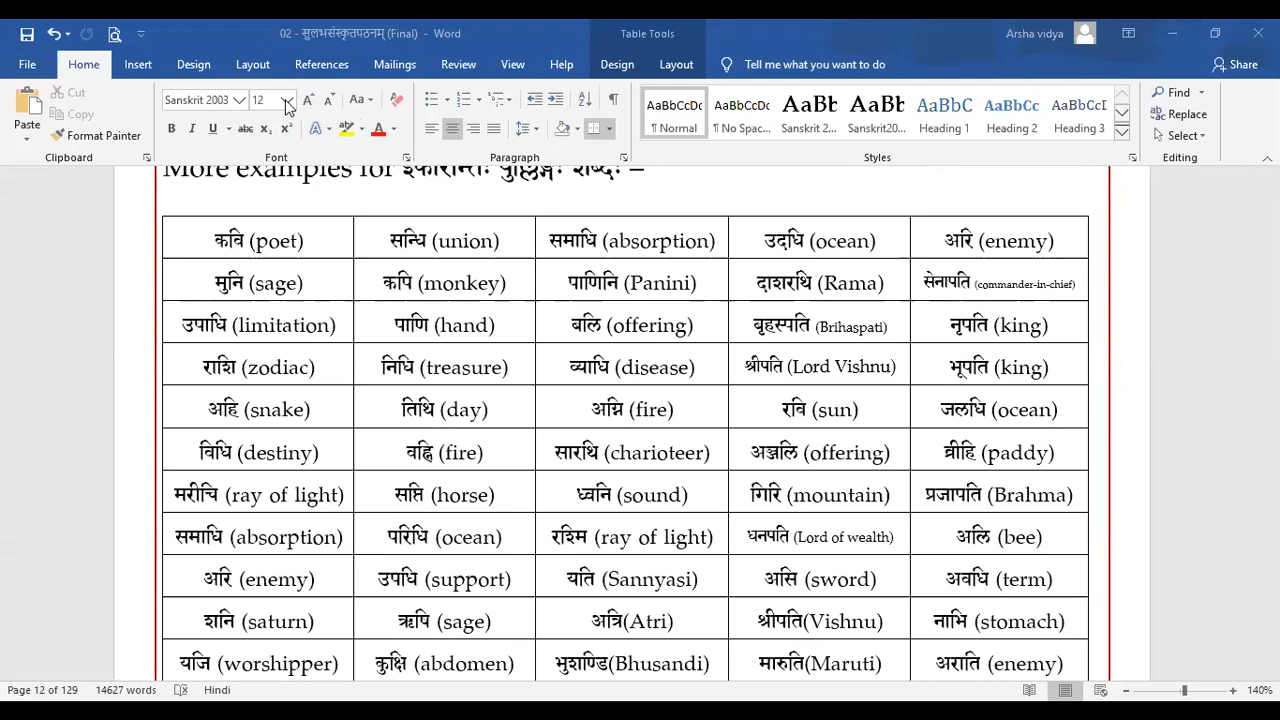 02 - सुलभसंस्कृतपठनम् (Final) - Word
Table Tools
Arsha vidya
File Home Insert Design Layout References Mailings Review View Help Design Layout Tell me what you want to do Share
Paste
Cut
Copy
Format Painter
Clipboard
Sanskrit 2003 12
Font
Paragraph
AaBbCcDc AaBbCcDc AaBb AaBb AaBbC AaBbCc AaBbCcD
¶ Normal ¶ No Spac... Sanskrit 2... Sanskrit20... Heading 1 Heading 2 Heading 3
Styles
Find
Replace
Select
Editing
More examples for इकारान्तः पुल्लिङ्गः शब्दः –
कवि (poet) सन्धि (union) समाधि (absorption) उदधि (ocean) अरि (enemy)
मुनि (sage) कपि (monkey) पाणिनि (Panini) दाशरथि (Rama) सेनापति (commander-in-chief)
उपाधि (limitation) पाणि (hand) बलि (offering) बृहस्पति (Brihaspati) नृपति (king)
राशि (zodiac) निधि (treasure) व्याधि (disease) श्रीपति (Lord Vishnu) भूपति (king)
अहि (snake) तिथि (day) अग्नि (fire) रवि (sun) जलधि (ocean)
विधि (destiny) वह्नि (fire) सारथि (charioteer) अञ्जलि (offering) व्रीहि (paddy)
मरीचि (ray of light) सप्ति (horse) ध्वनि (sound) गिरि (mountain) प्रजापति (Brahma)
समाधि (absorption) परिधि (ocean) रश्मि (ray of light) धनपति (Lord of wealth) अलि (bee)
अरि (enemy) उपधि (support) यति (Sannyasi) असि (sword) अवधि (term)
शनि (saturn) ऋषि (sage) अत्रि(Atri) श्रीपति(Vishnu) नाभि (stomach)
यजि (worshipper) कुक्षि (abdomen) भुशण्डि(Bhusandi) मारुति(Maruti) अराति (enemy)
Page 12 of 129 14627 words Hindi 140%